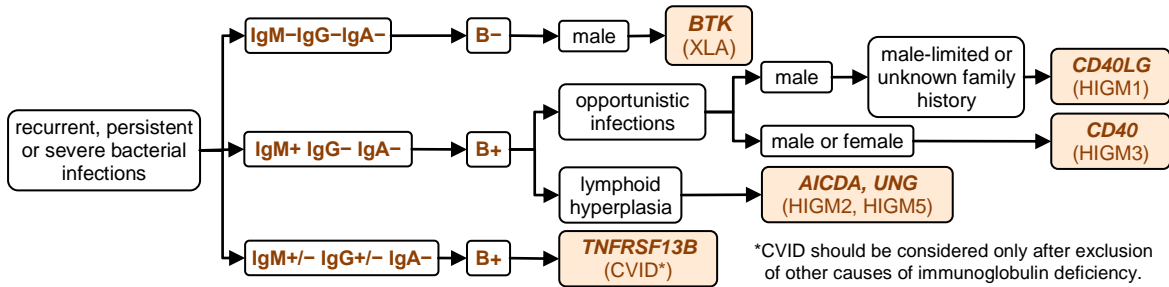 recurrent, persistent
or severe bacterial
infections
IgM−IgG−IgA−
B−
male
BTK
(XLA)
IgM+ IgG− IgA−
B+
opportunistic
infections
male
male-limited or
unknown family
history
CD40LG
(HIGM1)
male or female
CD40
(HIGM3)
lymphoid
hyperplasia
AICDA, UNG
(HIGM2, HIGM5)
IgM+/− IgG+/− IgA−
B+
TNFRSF13B
(CVID*)
*CVID should be considered only after exclusion
of other causes of immunoglobulin deficiency.